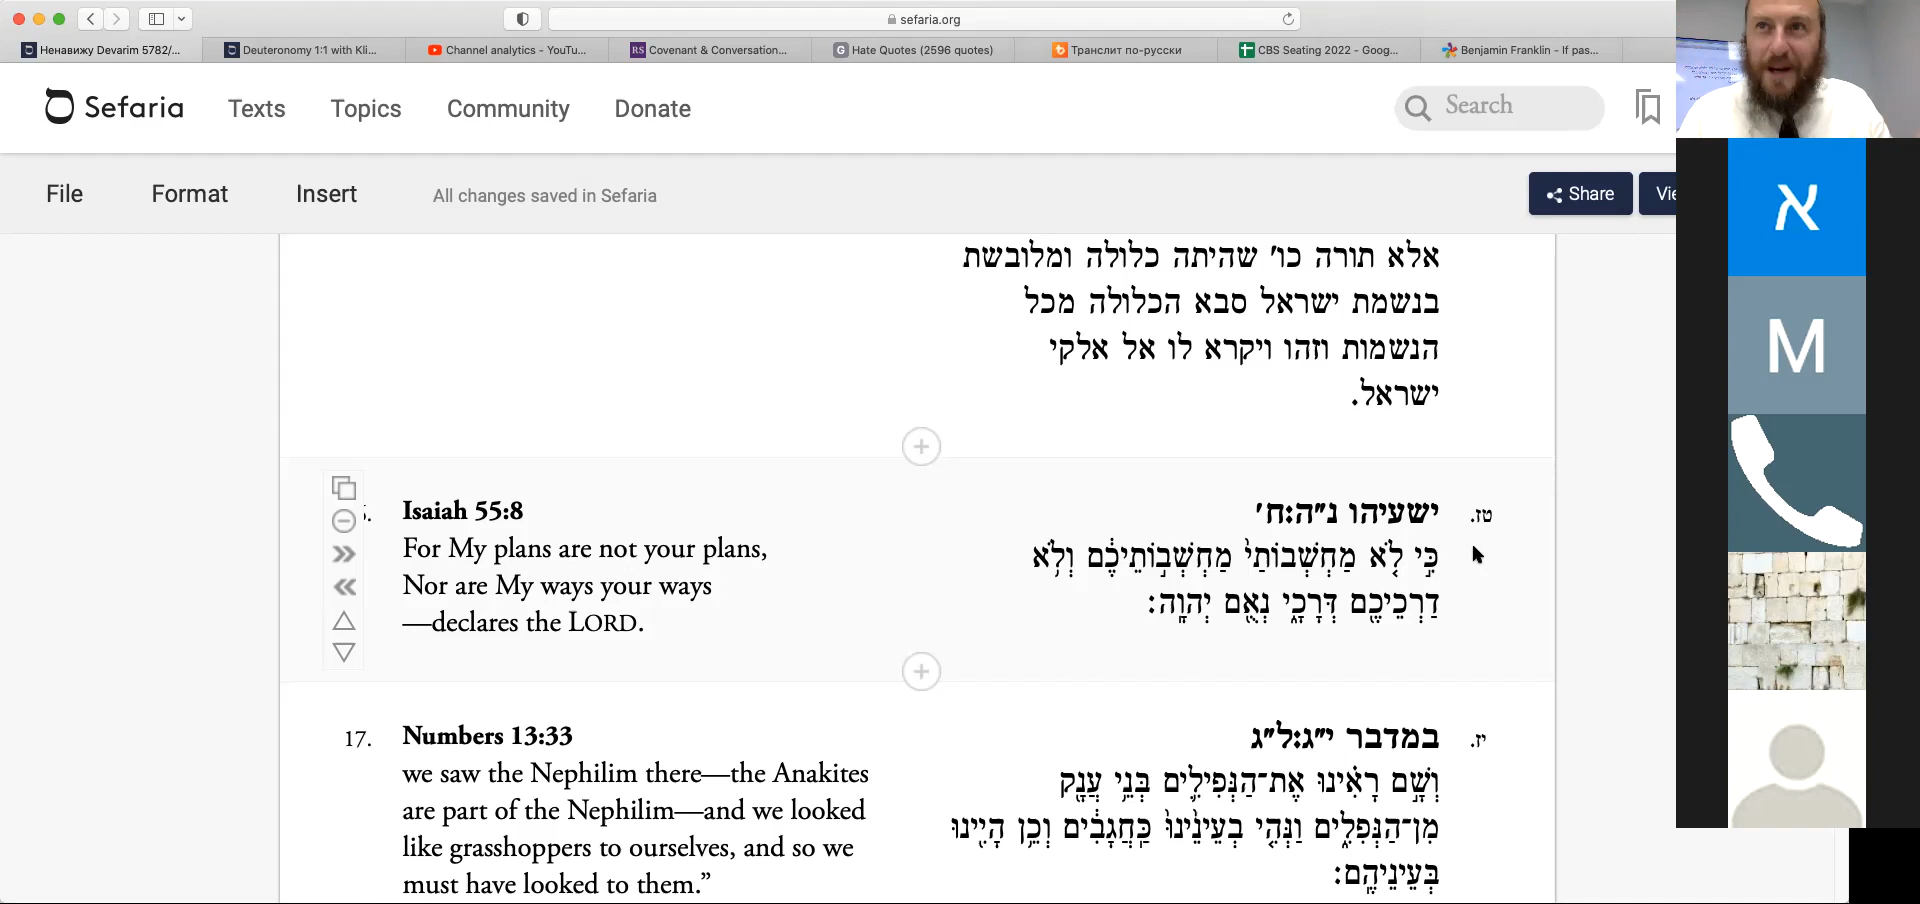 sefaria.org
Ненавижу Devarim 5782/...
Deuteronomy 1:1 with Kli...
Channel analytics - YouTu...
RS Covenant & Conversation...
G Hate Quotes (2596 quotes)
Транслит по-русски
CBS Seating 2022 - Goog...
Benjamin Franklin - If pas...
Sefaria
Texts
Topics
Community
Donate
Search
File
Format
Insert
All changes saved in Sefaria
Share
אלא תורה כו' שהיתה כלולה ומלובשת
בנשמת ישראל סבא הכלולה מכל
הנשמות וזהו ויקרא לו אל אלקי
ישראל.
Isaiah 55:8
For My plans are not your plans,
Nor are My ways your ways
—declares the LORD.
טז.
ישעיהו נ״ה:ח׳
כִּ֣י לֹ֤א מַחְשְׁבוֹתַי֙ מַחְשְׁב֣וֹתֵיכֶ֔ם וְלֹ֥א
דַרְכֵיכֶ֖ם דְּרָכָ֑י נְאֻ֖ם יְהוָֽה׃
17.
Numbers 13:33
we saw the Nephilim there—the Anakites
are part of the Nephilim—and we looked
like grasshoppers to ourselves, and so we
must have looked to them.”
יז.
במדבר י״ג:ל״ג
וְשָׁ֣ם רָאִ֗ינוּ אֶת־הַנְּפִילִ֛ים בְּנֵ֥י עֲנָ֖ק
מִן־הַנְּפִלִ֑ים וַנְּהִ֤י בְעֵינֵ֙ינוּ֙ כַּֽחֲגָבִ֔ים וְכֵ֥ן הָיִ֖ינוּ
בְּעֵינֵיהֶֽם׃
א
M